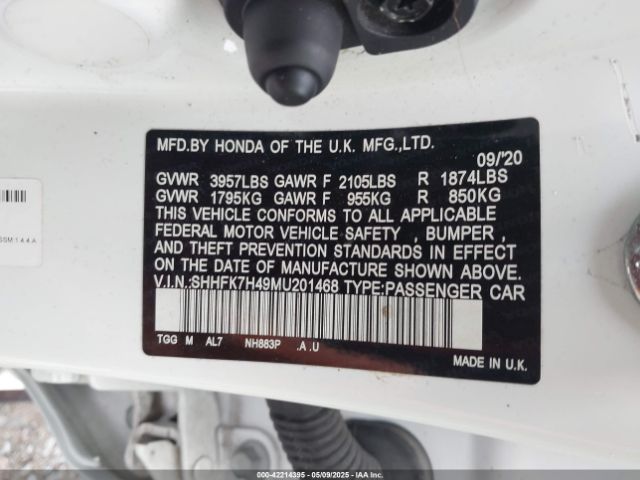 MFD.BY HONDA OF THE U.K. MFG.,LTD.
09/'20
GVWR 3957LBS GAWR F 2105LBS R 1874LBS
GVWR 1795KG GAWR F 955KG R 850KG
THIS VEHICLE CONFORMS TO ALL APPLICABLE
FEDERAL MOTOR VEHICLE SAFETY , BUMPER ,
AND THEFT PREVENTION STANDARDS IN EFFECT
ON THE DATE OF MANUFACTURE SHOWN ABOVE.
V.I.N.:SHHFK7H49MU201468 TYPE:PASSENGER CAR
TGG M AL7 NH883P .A .U
MADE IN U.K.
000-42214395 - 05/09/2025 - IAA Inc.